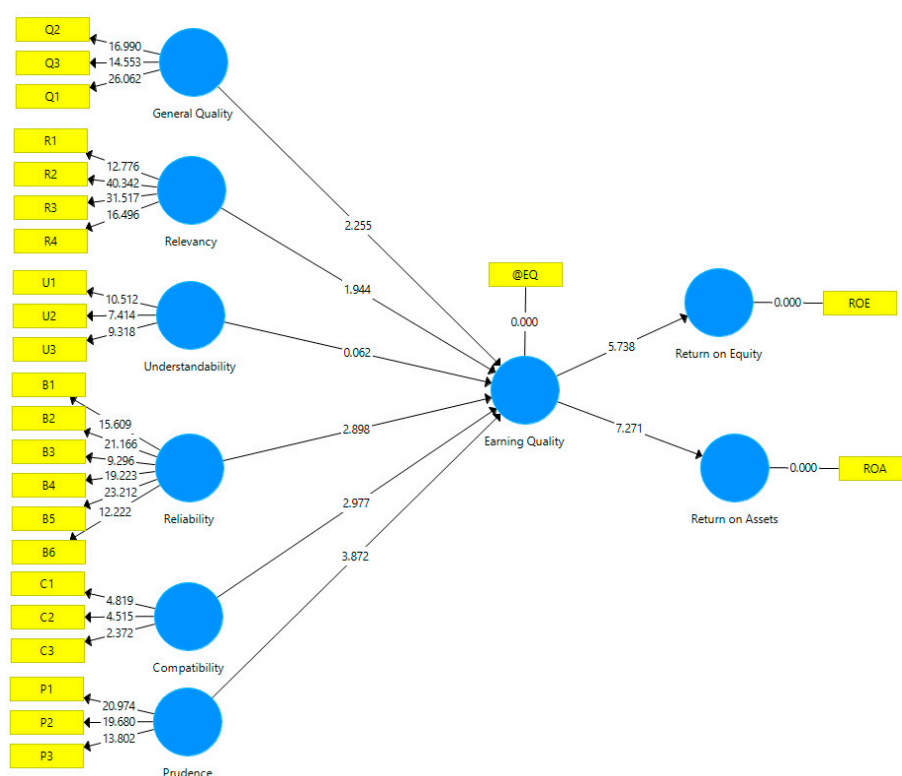 Q2
16.990
Q3
14.553
Q1
26.062
General Quality
R1
12.776
R2
40.342
R3
31.517
R4
16.496
Relevancy
U1
10.512
U2
7.414
U3
9.318
Understandability
B1
15.609
B2
21.166
B3
9.296
B4
19.223
B5
23.212
B6
12.222
Reliability
C1
4.819
C2
4.515
C3
2.372
Compatibility
P1
20.974
P2
19.680
P3
13.802
Prudence
2.255
1.944
0.062
2.898
2.977
3.872
@EQ
0.000
Earning Quality
5.738
7.271
Return on Equity
0.000
ROE
Return on Assets
0.000
ROA